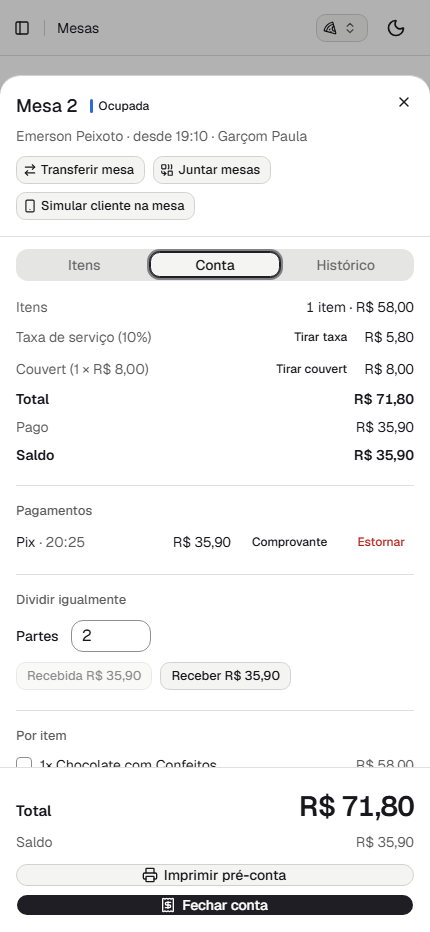 Mesas
Mesa 2 Ocupada
Emerson Peixoto · desde 19:10 · Garçom Paula
Transferir mesa Juntar mesas
Simular cliente na mesa
Itens Conta Histórico
Itens 1 item · R$ 58,00
Taxa de serviço (10%) Tirar taxa R$ 5,80
Couvert (1 × R$ 8,00) Tirar couvert R$ 8,00
Total R$ 71,80
Pago R$ 35,90
Saldo R$ 35,90
Pagamentos
Pix · 20:25 R$ 35,90 Comprovante Estornar
Dividir igualmente
Partes 2
Recebida R$ 35,90 Receber R$ 35,90
Por item
1x Chocolate com Confeitos R$ 58,00
Total R$ 71,80
Saldo R$ 35,90
Imprimir pré-conta
Fechar conta